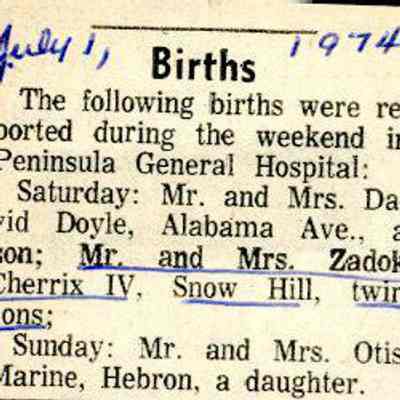 July 1, 1974
Births
The following births were re-
ported during the weekend in
Peninsula General Hospital:
Saturday: Mr. and Mrs. Da-
vid Doyle, Alabama Ave., a
son; Mr. and Mrs. Zadok
Cherrix IV, Snow Hill, twin
sons;
Sunday: Mr. and Mrs. Otis
Marine, Hebron, a daughter.